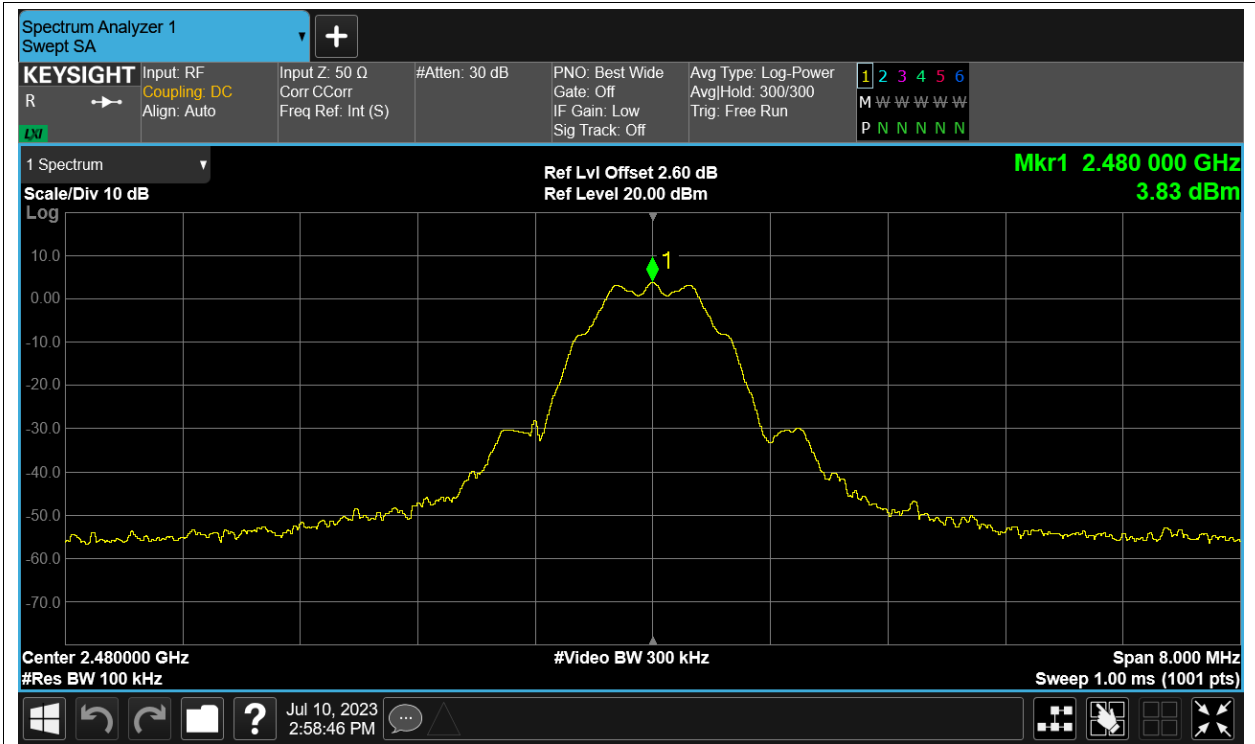 Spectrum Analyzer 1
Swept SA
KEYSIGHT
R
LXI
Input: RF
Coupling: DC
Align: Auto
Input Z: 50 Ω
Corr CCorr
Freq Ref: Int (S)
#Atten: 30 dB
PNO: Best Wide
Gate: Off
IF Gain: Low
Sig Track: Off
Avg Type: Log-Power
Avg|Hold: 300/300
Trig: Free Run
1 2 3 4 5 6
M W W W W W
P N N N N N
1 Spectrum
Scale/Div 10 dB
Log
Ref Lvl Offset 2.60 dB
Ref Level 20.00 dBm
Mkr1 2.480 000 GHz
3.83 dBm
1
10.0
0.00
-10.0
-20.0
-30.0
-40.0
-50.0
-60.0
-70.0
Center 2.480000 GHz
#Res BW 100 kHz
#Video BW 300 kHz
Span 8.000 MHz
Sweep 1.00 ms (1001 pts)
?
Jul 10, 2023
2:58:46 PM